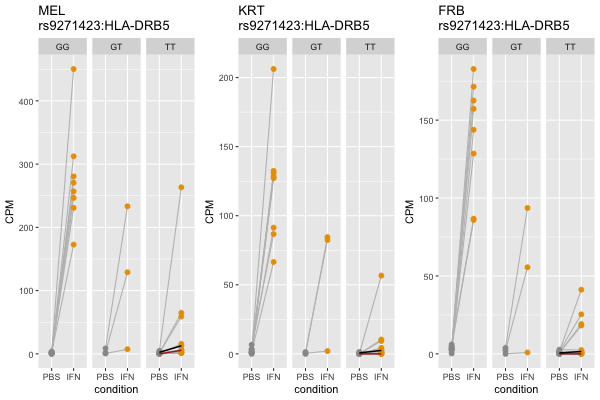 MEL
rs9271423:HLA-DRB5
GG GT TT
CPM
400
300
200
100
0
PBS IFN PBS IFN PBS IFN
condition
KRT
rs9271423:HLA-DRB5
GG GT TT
CPM
200
150
100
50
0
PBS IFN PBS IFN PBS IFN
condition
FRB
rs9271423:HLA-DRB5
GG GT TT
CPM
150
100
50
0
PBS IFN PBS IFN PBS IFN
condition